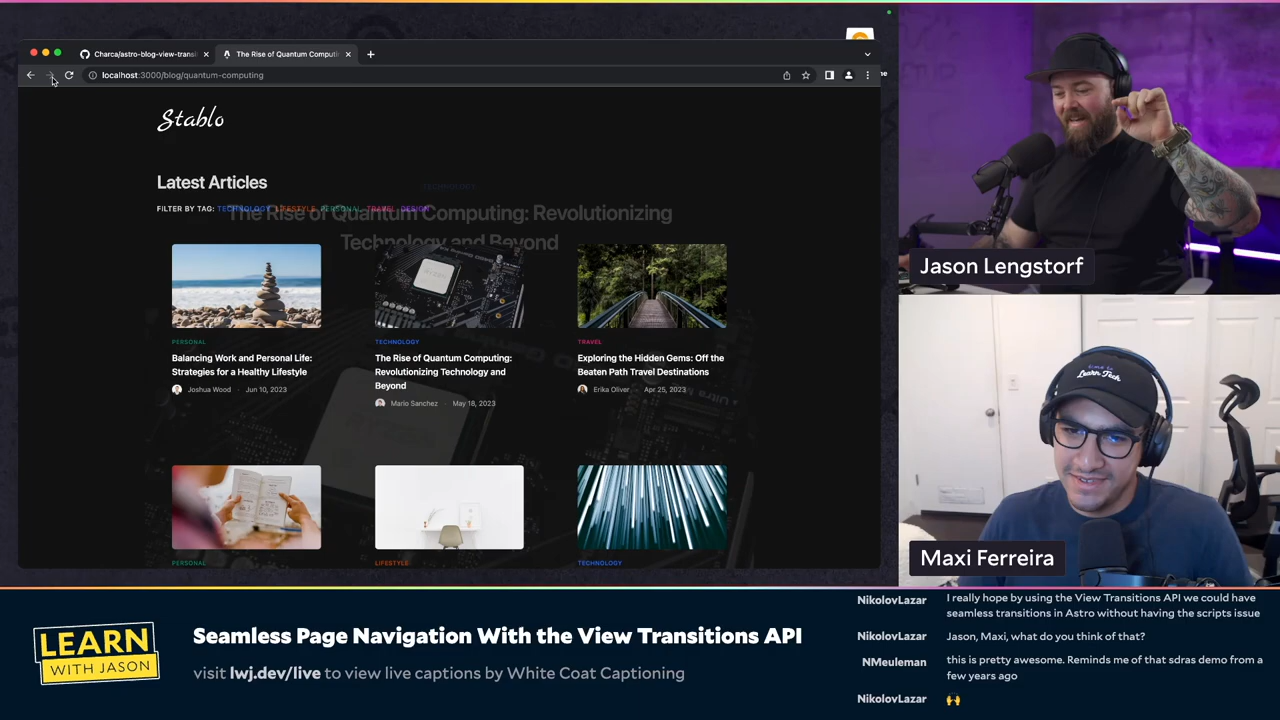 Charca/astro-blog-view-transi
The Rise of Quantum Computi
localhost:3000/blog/quantum-computing
Stablo
Latest Articles
TECHNOLOGY
FILTER BY TAG: TECHNOLOGY LIFESTYLE PERSONAL TRAVEL DESIGN
The Rise of Quantum Computing: Revolutionizing
Technology and Beyond
PERSONAL
Balancing Work and Personal Life:
Strategies for a Healthy Lifestyle
Joshua Wood · Jun 10, 2023
TECHNOLOGY
The Rise of Quantum Computing:
Revolutionizing Technology and
Beyond
Mario Sanchez · May 18, 2023
TRAVEL
Exploring the Hidden Gems: Off the
Beaten Path Travel Destinations
Erika Oliver · Apr 25, 2023
PERSONAL
LIFESTYLE
TECHNOLOGY
Jason Lengstorf
Learn Tech
Maxi Ferreira
LEARN
WITH JASON
Seamless Page Navigation With the View Transitions API
visit lwj.dev/live to view live captions by White Coat Captioning
NikolovLazar I really hope by using the View Transitions API we could have
seamless transitions in Astro without having the scripts issue
NikolovLazar Jason, Maxi, what do you think of that?
NMeuleman this is pretty awesome. Reminds me of that sdras demo from a
few years ago
NikolovLazar 🙌